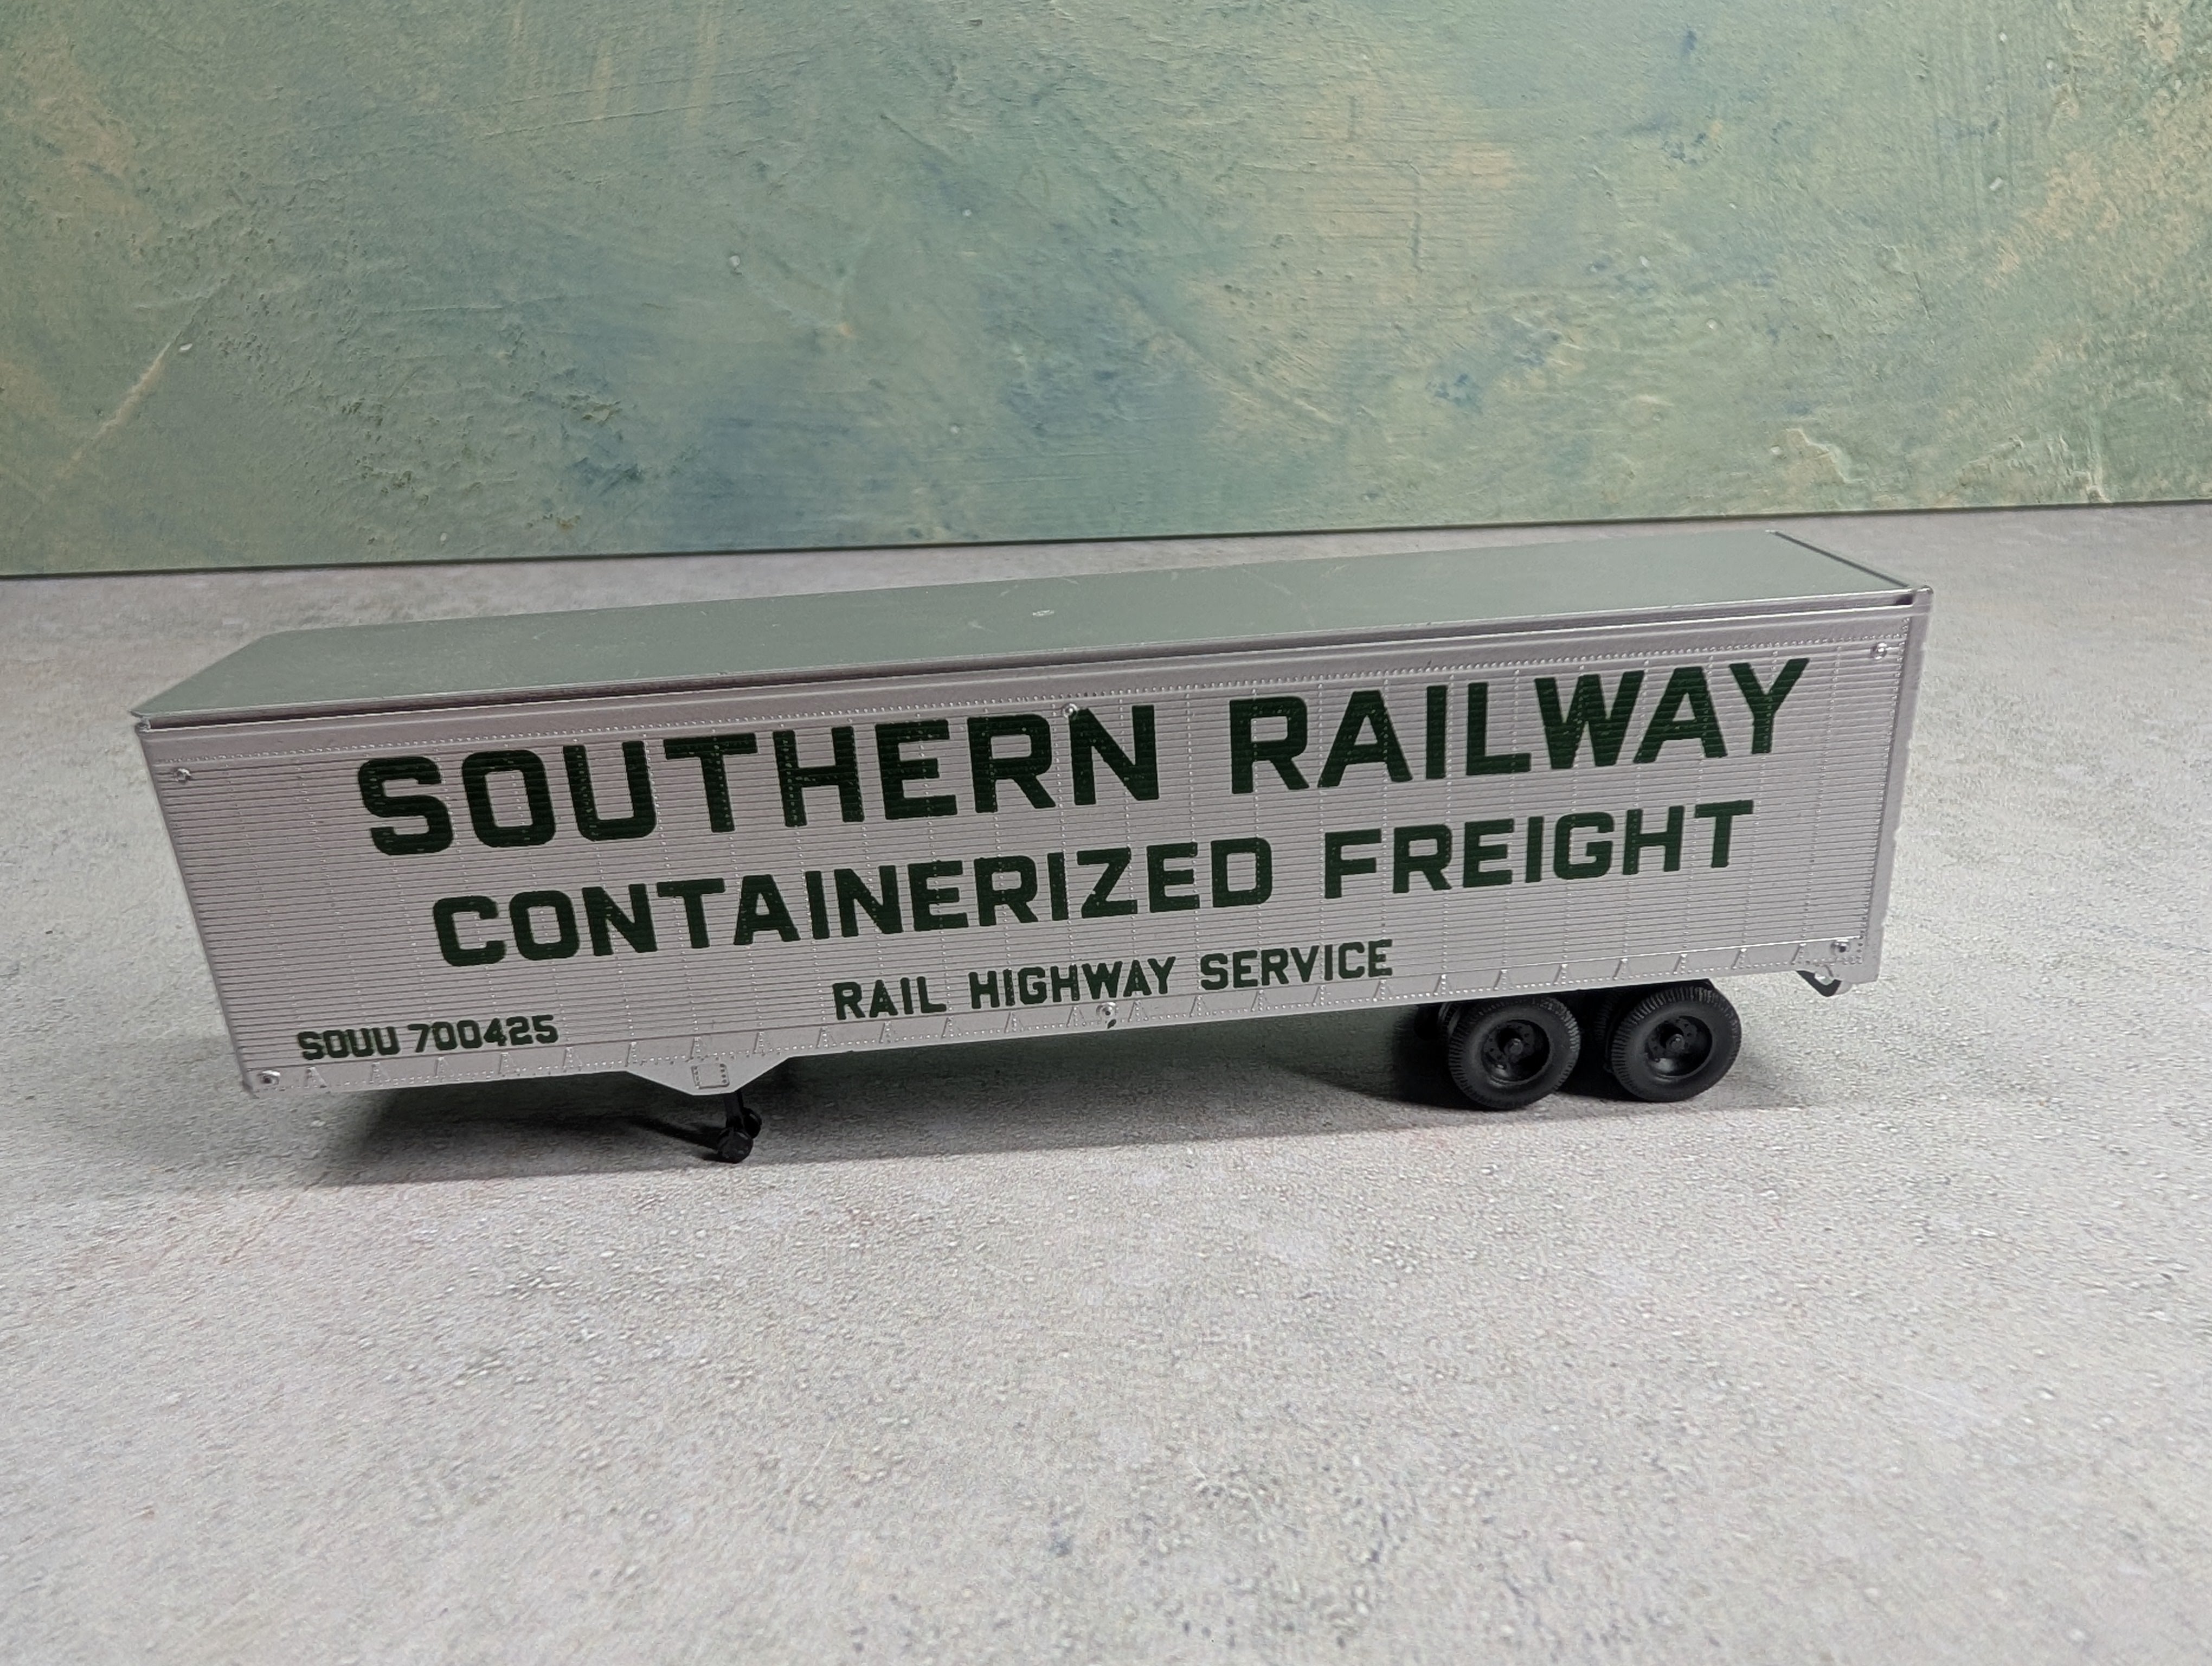 SOUTHERN RAILWAY
CONTAINERIZED FREIGHT
RAIL HIGHWAY SERVICE
SOUU 700425